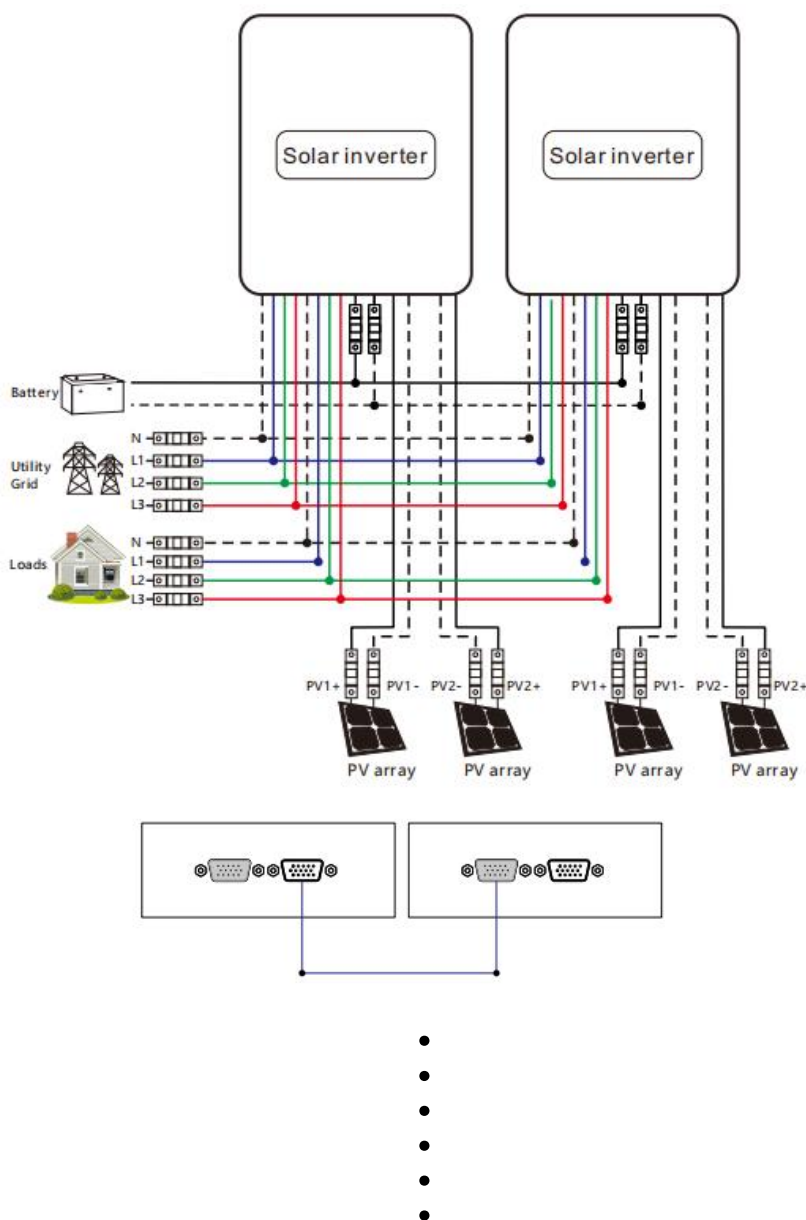 Solar inverter
Solar inverter
Battery
N
Utility
Grid
L1
L2
L3
Loads
N
L1
L2
L3
PV1+
PV1-
PV2-
PV2+
PV1+
PV1-
PV2-
PV2+
PV array
PV array
PV array
PV array